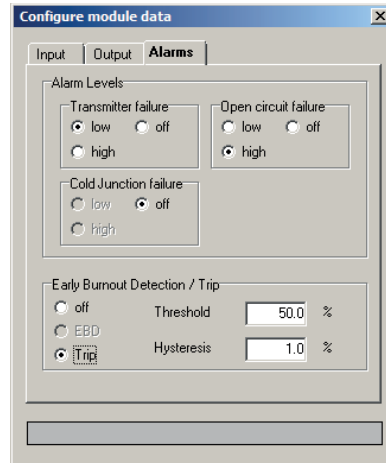 Configure module data
Input Output Alarms
Alarm Levels
Transmitter failure
low off
high
Open circuit failure
low off
high
Cold Junction failure
low off
high
Early Burnout Detection / Trip
off
EBD
Trip
Threshold 50.0 %
Hysteresis 1.0 %